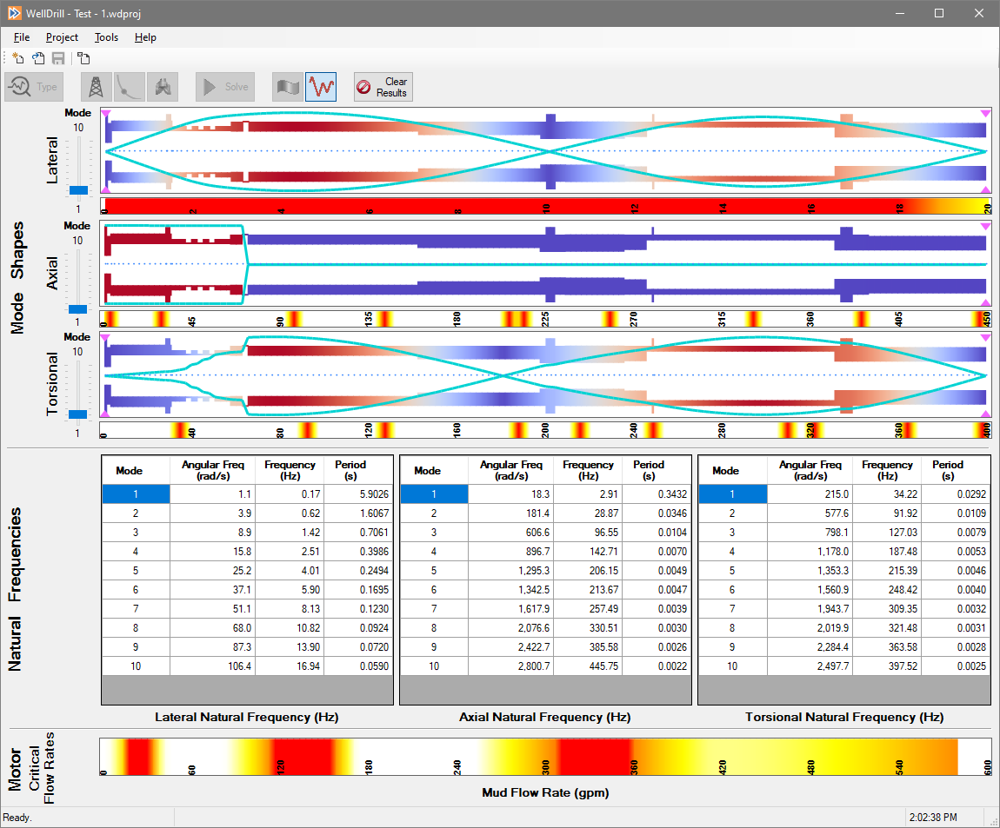 WellDrill - Test - 1.wdproj
File Project Tools Help
Type Solve Clear Results
Mode Shapes
Lateral
Mode
10
1
0 2 4 6 8 10 12 14 16 18 20
Axial
Mode
10
1
0 45 90 135 180 225 270 315 360 405 450
Torsional
Mode
10
1
0 40 80 120 160 200 240 280 320 360 400
Natural Frequencies
Mode Angular Freq (rad/s) Frequency (Hz) Period (s) Mode Angular Freq (rad/s) Frequency (Hz) Period (s) Mode Angular Freq (rad/s) Frequency (Hz) Period (s)
1 1.1 0.17 5.9026 1 18.3 2.91 0.3432 1 215.0 34.22 0.0292
2 3.9 0.62 1.6067 2 181.4 28.87 0.0346 2 577.6 91.92 0.0109
3 8.9 1.42 0.7061 3 606.6 96.55 0.0104 3 798.1 127.03 0.0079
4 15.8 2.51 0.3986 4 896.7 142.71 0.0070 4 1,178.0 187.48 0.0053
5 25.2 4.01 0.2494 5 1,295.3 206.15 0.0049 5 1,353.3 215.39 0.0046
6 37.1 5.90 0.1695 6 1,342.5 213.67 0.0047 6 1,560.9 248.42 0.0040
7 51.1 8.13 0.1230 7 1,617.9 257.49 0.0039 7 1,943.7 309.35 0.0032
8 68.0 10.82 0.0924 8 2,076.6 330.51 0.0030 8 2,019.9 321.48 0.0031
9 87.3 13.90 0.0720 9 2,422.7 385.58 0.0026 9 2,284.4 363.58 0.0028
10 106.4 16.94 0.0590 10 2,800.7 445.75 0.0022 10 2,497.7 397.52 0.0025
Lateral Natural Frequency (Hz) Axial Natural Frequency (Hz) Torsional Natural Frequency (Hz)
Motor
Critical
Flow Rates
0 60 120 180 240 300 360 420 480 540 600
Mud Flow Rate (gpm)
Ready. 2:02:38 PM